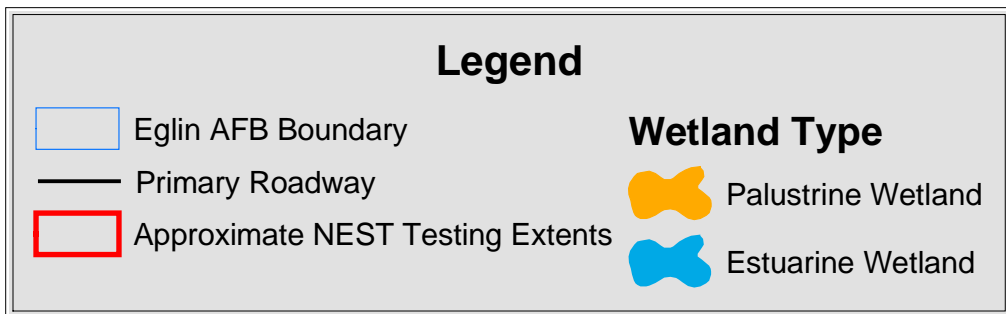 Legend
Eglin AFB Boundary
Primary Roadway
Approximate NEST Testing Extents
Wetland Type
Palustrine Wetland
Estuarine Wetland